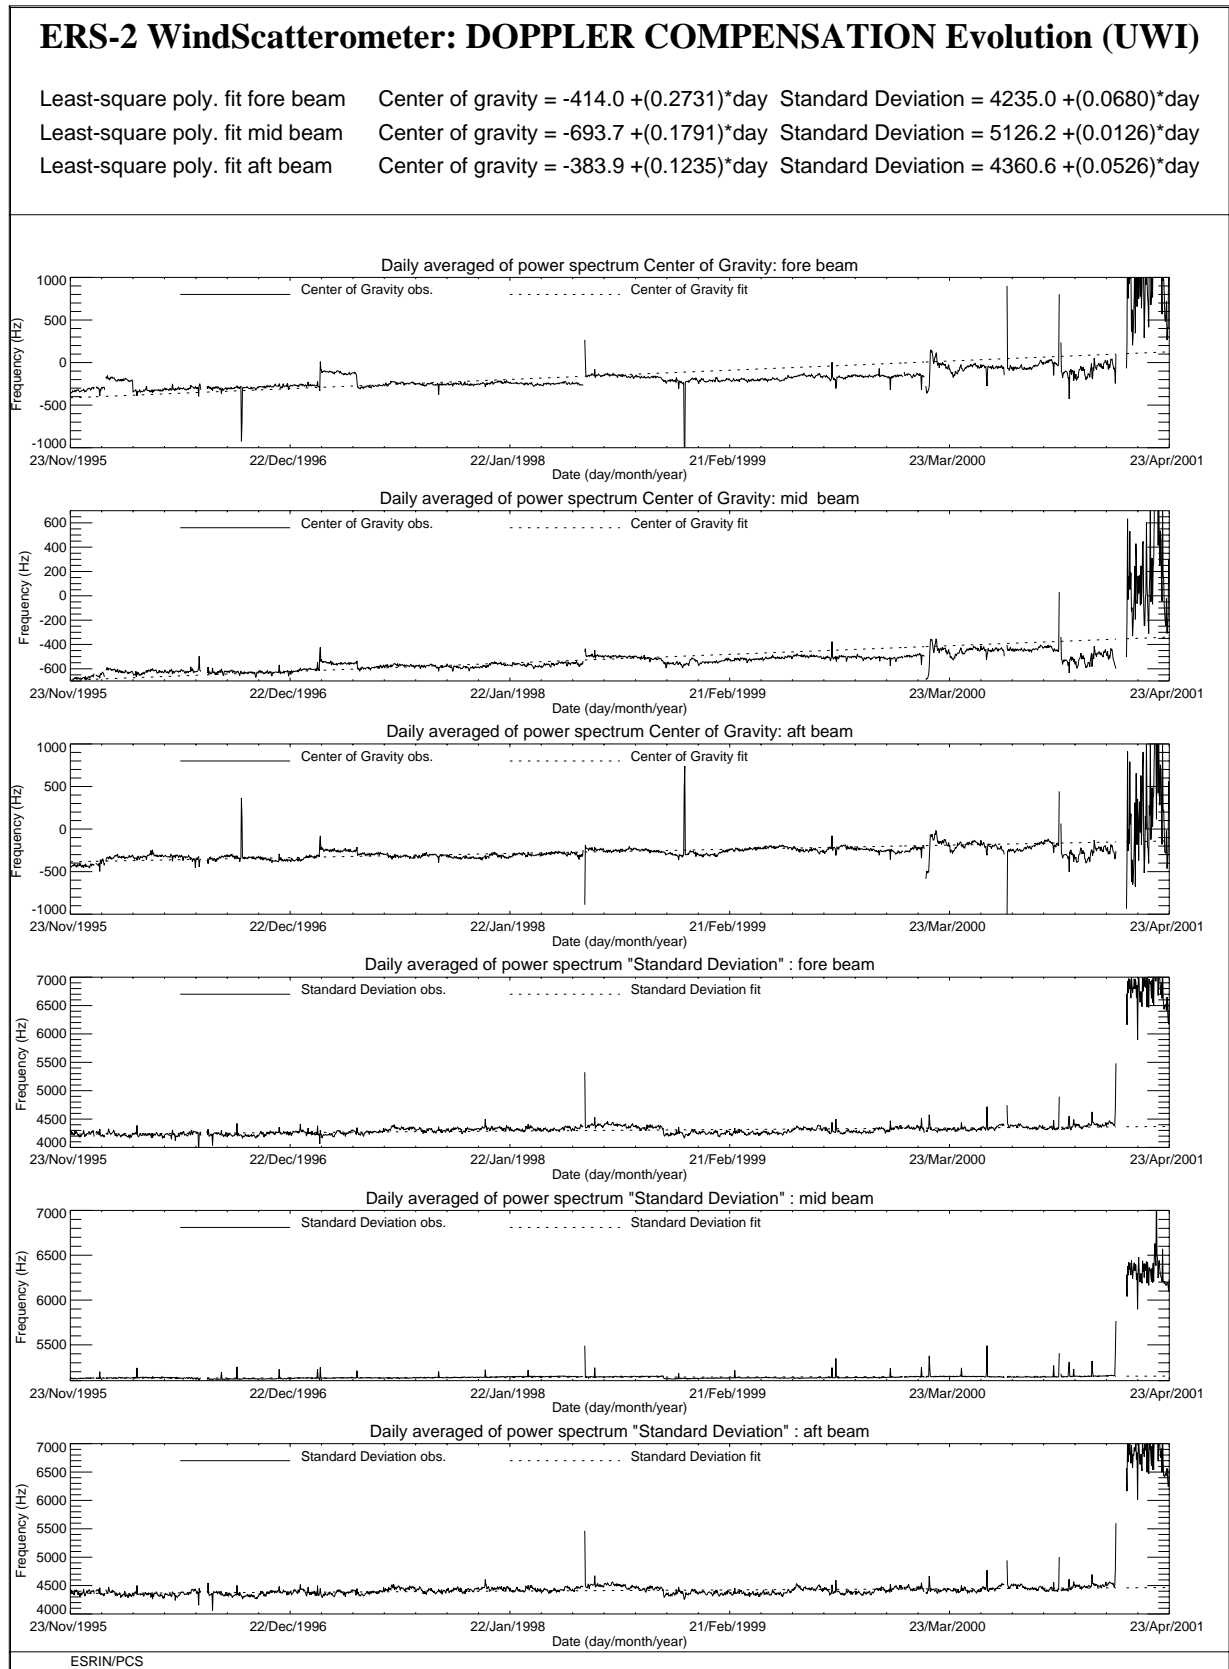 ERS-2 WindScatterometer: DOPPLER COMPENSATION Evolution (UWI)
Least-square poly. fit fore beam Center of gravity = -414.0 +(0.2731)*day Standard Deviation = 4235.0 +(0.0680)*day
Least-square poly. fit mid beam Center of gravity = -693.7 +(0.1791)*day Standard Deviation = 5126.2 +(0.0126)*day
Least-square poly. fit aft beam Center of gravity = -383.9 +(0.1235)*day Standard Deviation = 4360.6 +(0.0526)*day
Daily averaged of power spectrum Center of Gravity: fore beam
Center of Gravity obs. Center of Gravity fit
Frequency (Hz)
1000
500
0
-500
-1000
23/Nov/1995 22/Dec/1996 22/Jan/1998 21/Feb/1999 23/Mar/2000 23/Apr/2001
Date (day/month/year)
Daily averaged of power spectrum Center of Gravity: mid beam
Center of Gravity obs. Center of Gravity fit
Frequency (Hz)
600
400
200
0
-200
-400
-600
23/Nov/1995 22/Dec/1996 22/Jan/1998 21/Feb/1999 23/Mar/2000 23/Apr/2001
Date (day/month/year)
Daily averaged of power spectrum Center of Gravity: aft beam
Center of Gravity obs. Center of Gravity fit
Frequency (Hz)
1000
500
0
-500
-1000
23/Nov/1995 22/Dec/1996 22/Jan/1998 21/Feb/1999 23/Mar/2000 23/Apr/2001
Date (day/month/year)
Daily averaged of power spectrum "Standard Deviation" : fore beam
Standard Deviation obs. Standard Deviation fit
Frequency (Hz)
7000
6500
6000
5500
5000
4500
4000
23/Nov/1995 22/Dec/1996 22/Jan/1998 21/Feb/1999 23/Mar/2000 23/Apr/2001
Date (day/month/year)
Daily averaged of power spectrum "Standard Deviation" : mid beam
Standard Deviation obs. Standard Deviation fit
Frequency (Hz)
7000
6500
6000
5500
23/Nov/1995 22/Dec/1996 22/Jan/1998 21/Feb/1999 23/Mar/2000 23/Apr/2001
Date (day/month/year)
Daily averaged of power spectrum "Standard Deviation" : aft beam
Standard Deviation obs. Standard Deviation fit
Frequency (Hz)
7000
6500
6000
5500
5000
4500
4000
23/Nov/1995 22/Dec/1996 22/Jan/1998 21/Feb/1999 23/Mar/2000 23/Apr/2001
Date (day/month/year)
ESRIN/PCS